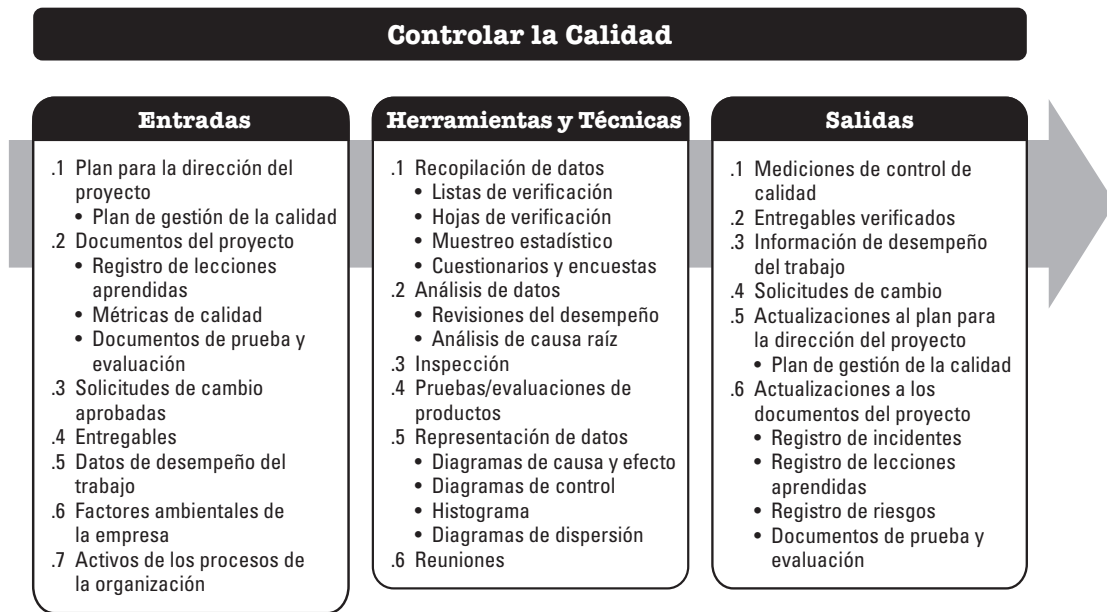 Controlar la Calidad
Entradas
.1 Plan para la dirección del
proyecto
• Plan de gestión de la calidad
.2 Documentos del proyecto
• Registro de lecciones
aprendidas
• Métricas de calidad
• Documentos de prueba y
evaluación
.3 Solicitudes de cambio
aprobadas
.4 Entregables
.5 Datos de desempeño del
trabajo
.6 Factores ambientales de
la empresa
.7 Activos de los procesos de
la organización
Herramientas y Técnicas
.1 Recopilación de datos
• Listas de verificación
• Hojas de verificación
• Muestreo estadístico
• Cuestionarios y encuestas
.2 Análisis de datos
• Revisiones del desempeño
• Análisis de causa raíz
.3 Inspección
.4 Pruebas/evaluaciones de
productos
.5 Representación de datos
• Diagramas de causa y efecto
• Diagramas de control
• Histograma
• Diagramas de dispersión
.6 Reuniones
Salidas
.1 Mediciones de control de
calidad
.2 Entregables verificados
.3 Información de desempeño
del trabajo
.4 Solicitudes de cambio
.5 Actualizaciones al plan para
la dirección del proyecto
• Plan de gestión de la calidad
.6 Actualizaciones a los
documentos del proyecto
• Registro de incidentes
• Registro de lecciones
aprendidas
• Registro de riesgos
• Documentos de prueba y
evaluación